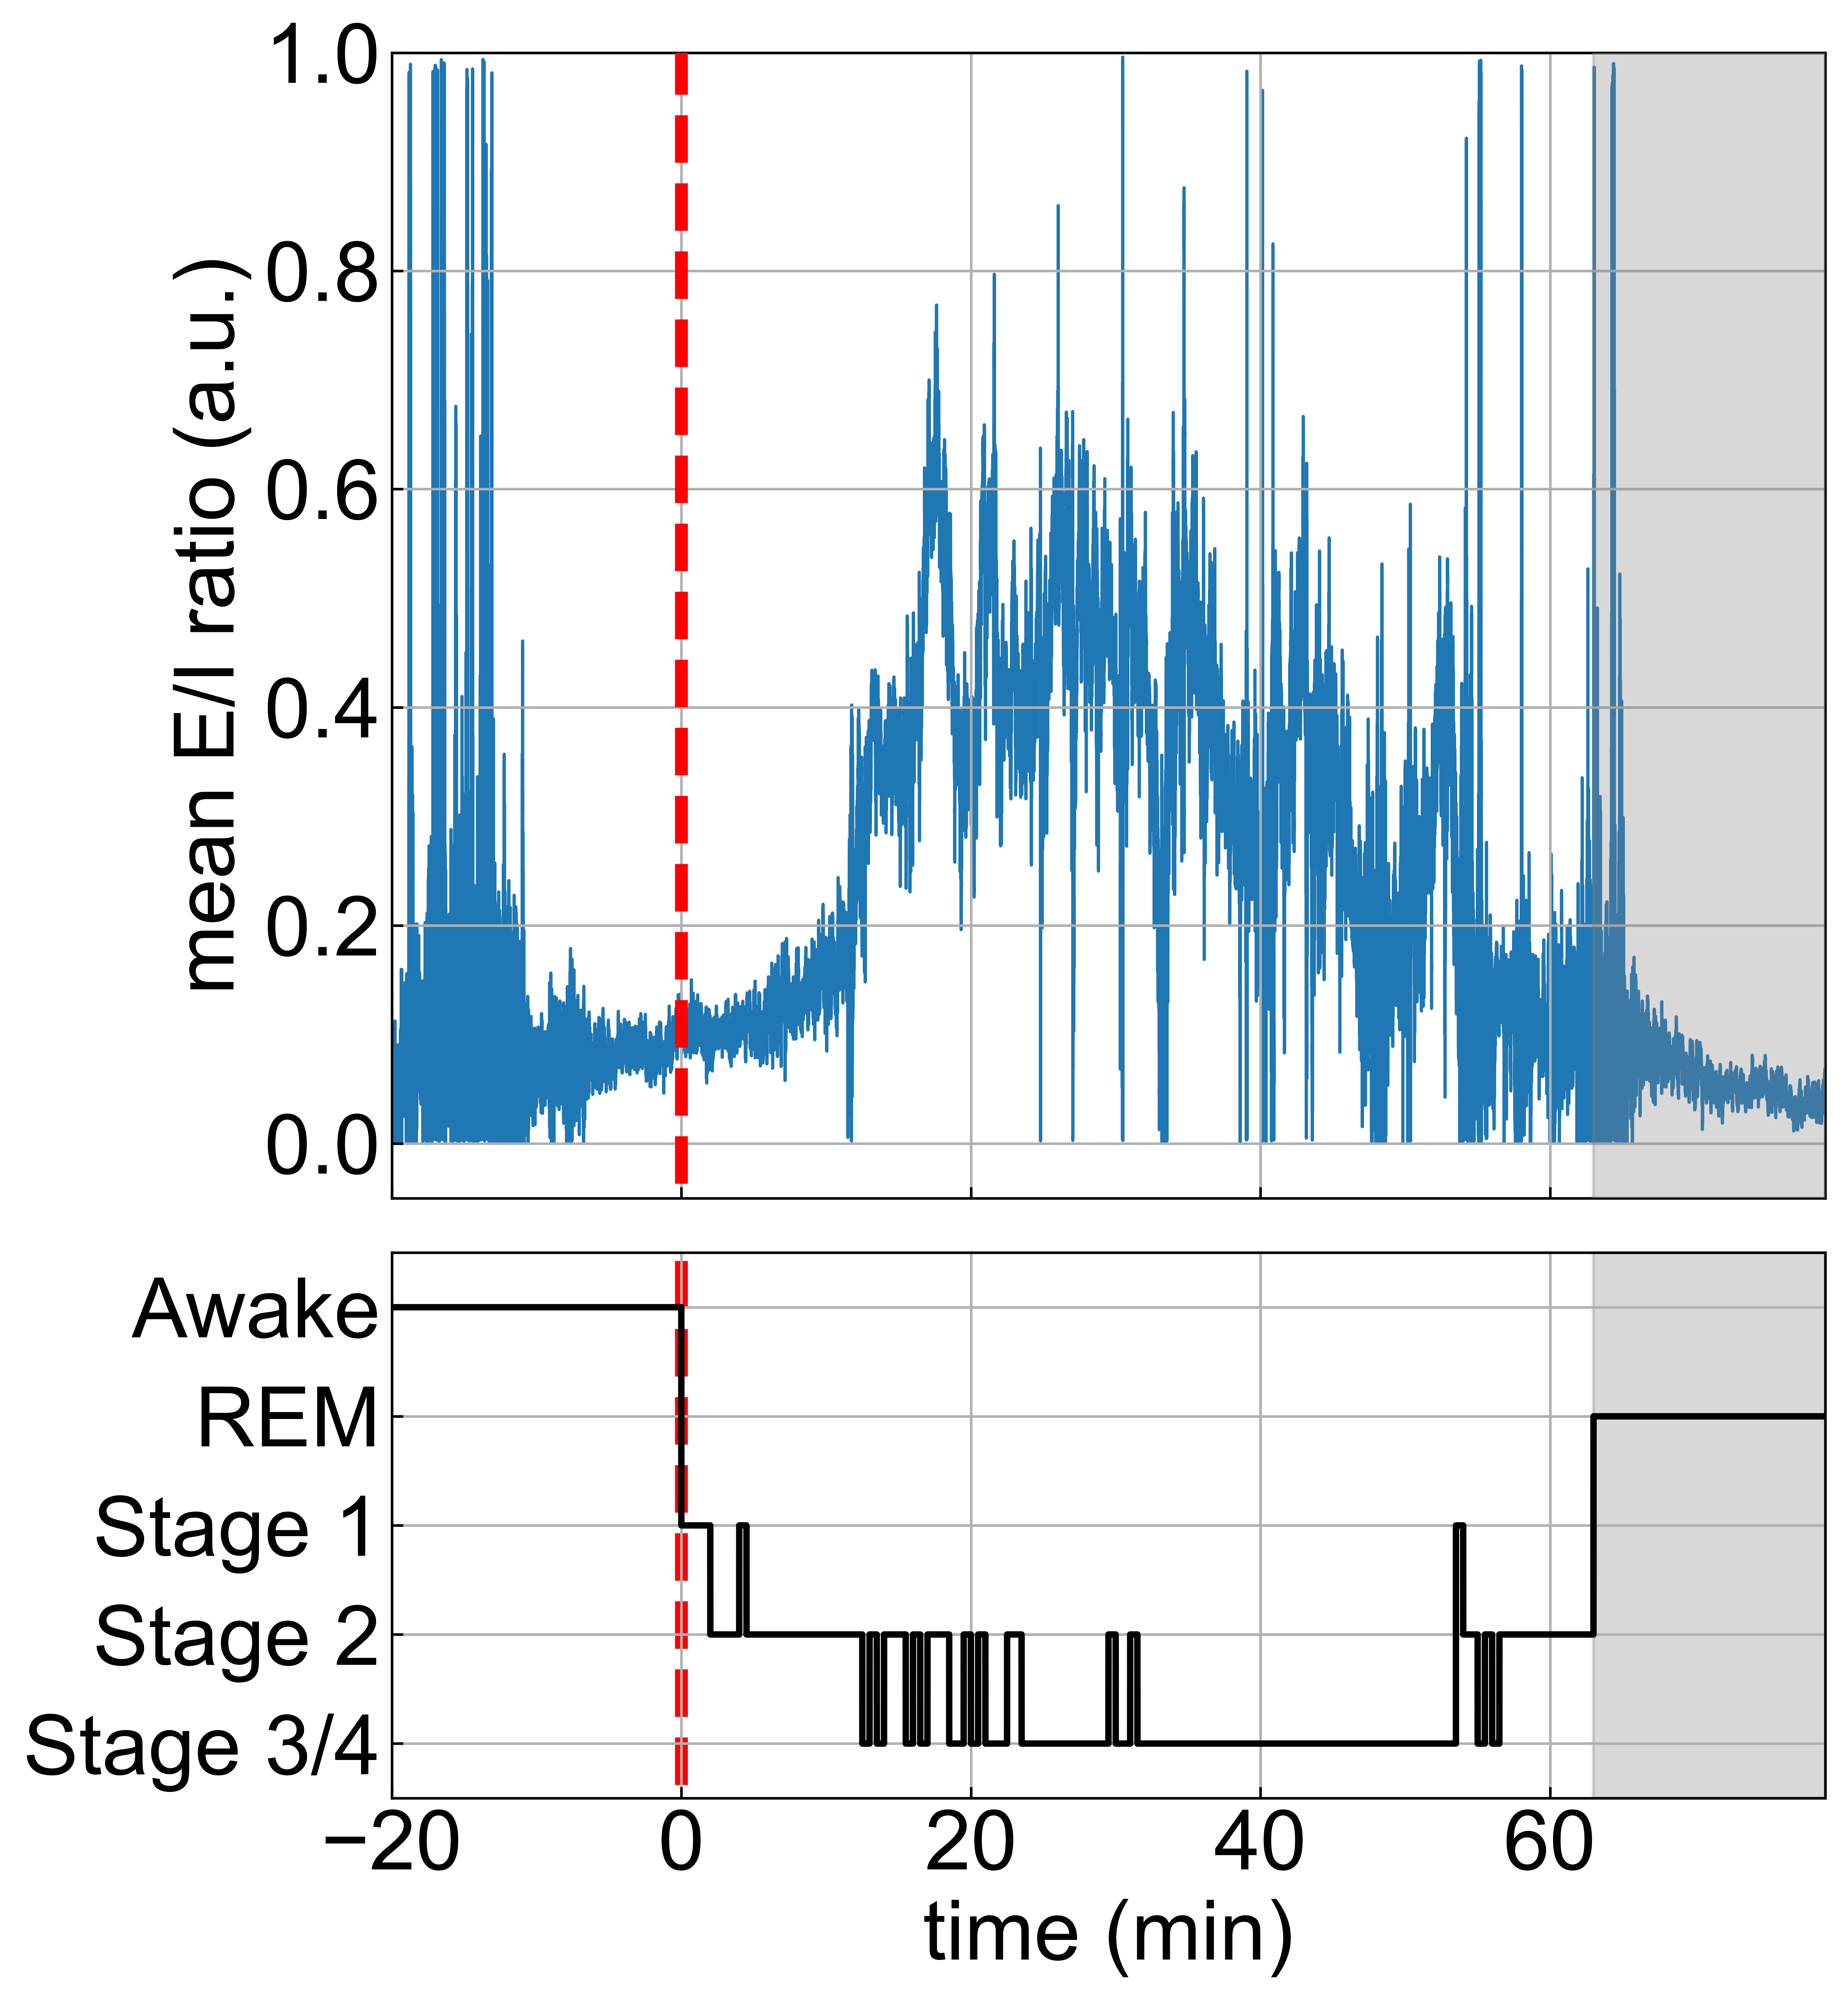 1.0
0.8
0.6
0.4
0.2
0.0
mean E/I ratio (a.u.)
Awake
REM
Stage 1
Stage 2
Stage 3/4
−20 0 20 40 60
time (min)